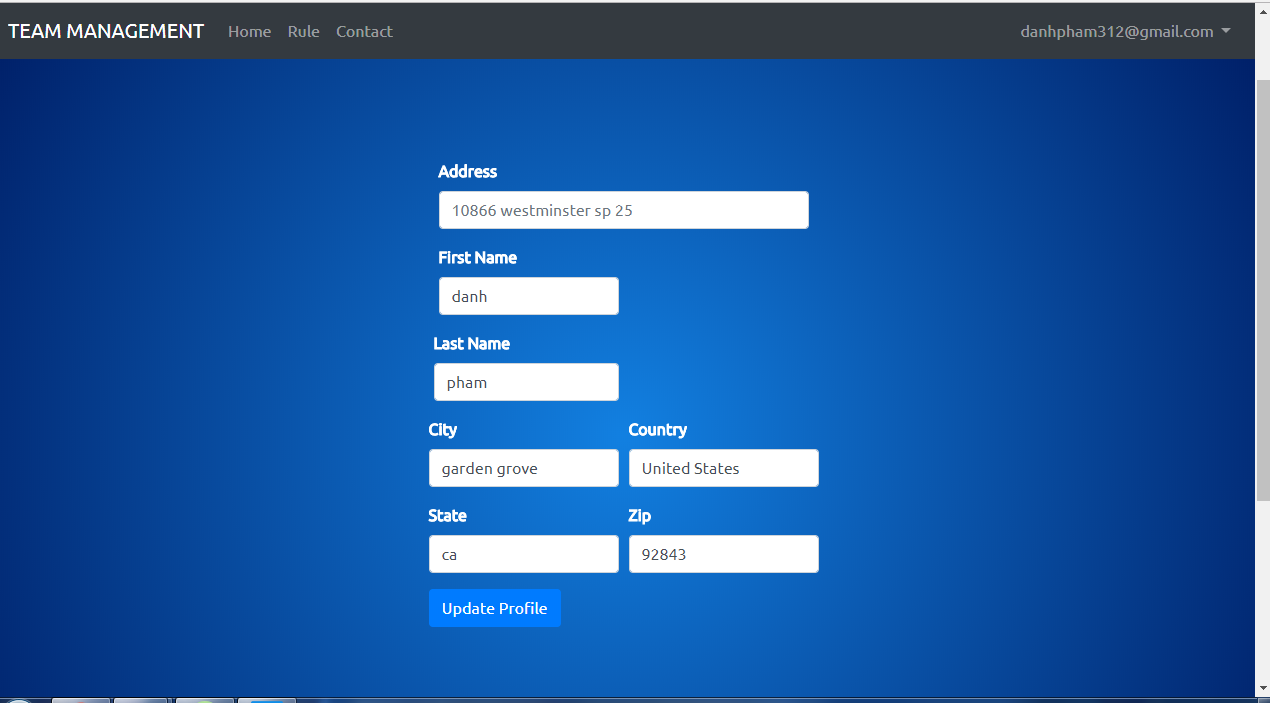 TEAM MANAGEMENT Home Rule Contact danhpham312@gmail.com
Address
10866 westminster sp 25
First Name
danh
Last Name
pham
City Country
garden grove United States
State Zip
ca 92843
Update Profile